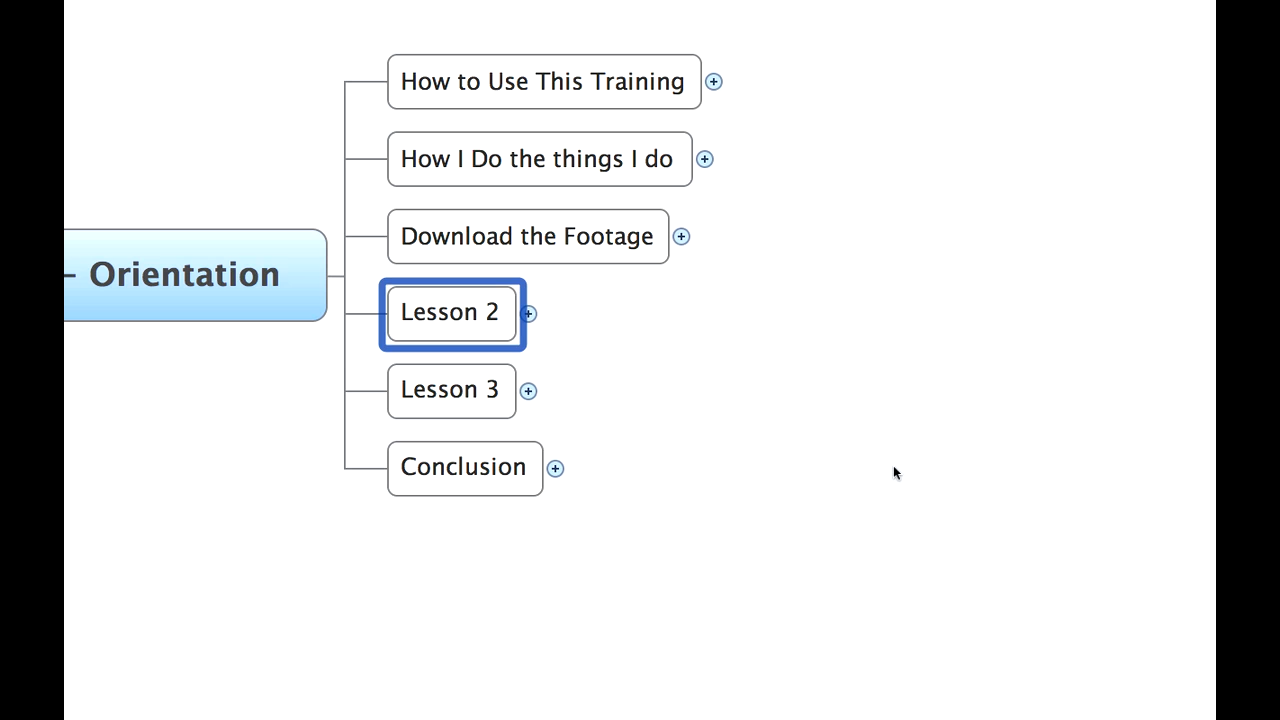 How to Use This Training
How I Do the things I do
Download the Footage
– Orientation
Lesson 2
Lesson 3
Conclusion